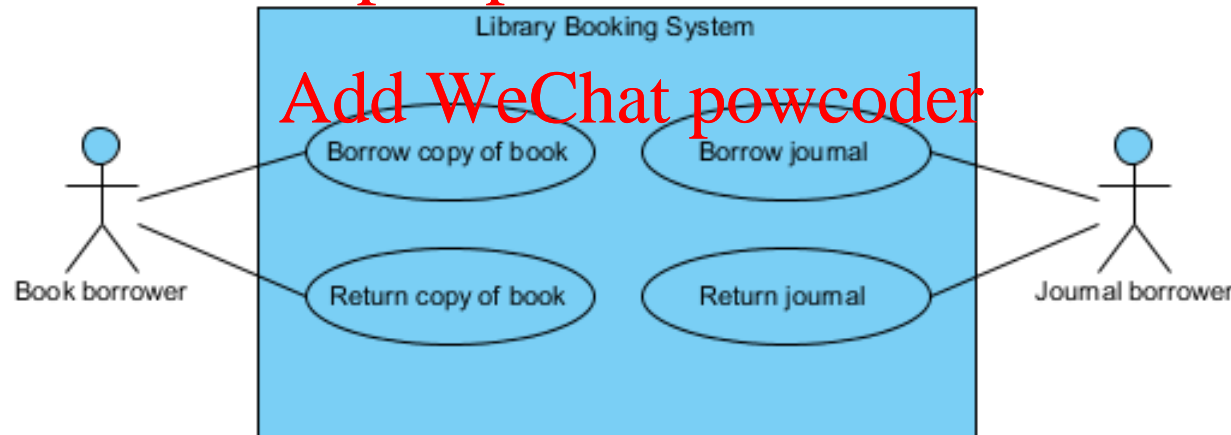 Library Booking System
Add WeChat powcoder
Borrow copy of book
Borrow journal
Book borrower
Journal borrower
Return copy of book
Return journal